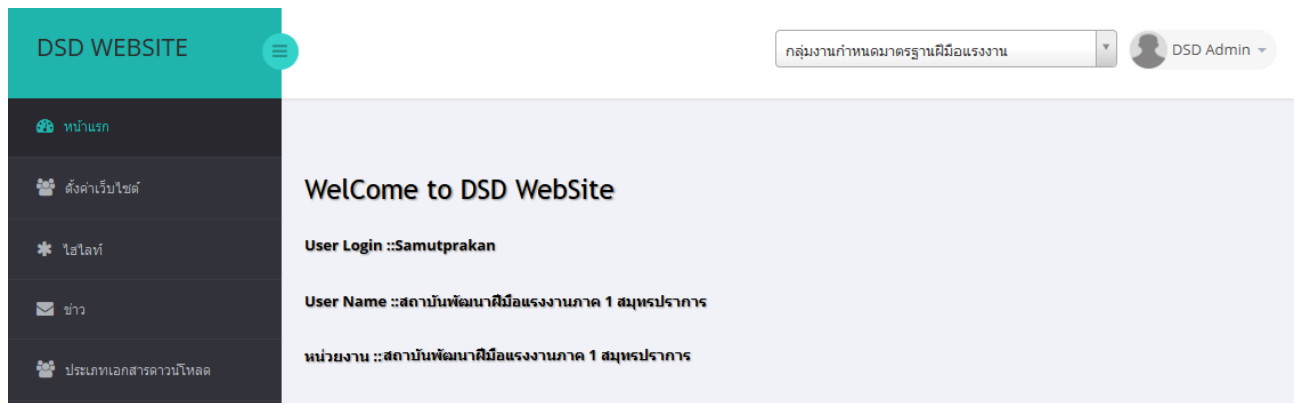 DSD WEBSITE
กลุ่มงานกำหนดมาตรฐานฝีมือแรงงาน
DSD Admin
หน้าแรก
ตั้งค่าเว็บไซต์
ไฮไลท์
ข่าว
ประเภทเอกสารดาวน์โหลด
WelCome to DSD WebSite
User Login ::Samutprakan
User Name ::สถาบันพัฒนาฝีมือแรงงานภาค 1 สมุทรปราการ
หน่วยงาน ::สถาบันพัฒนาฝีมือแรงงานภาค 1 สมุทรปราการ